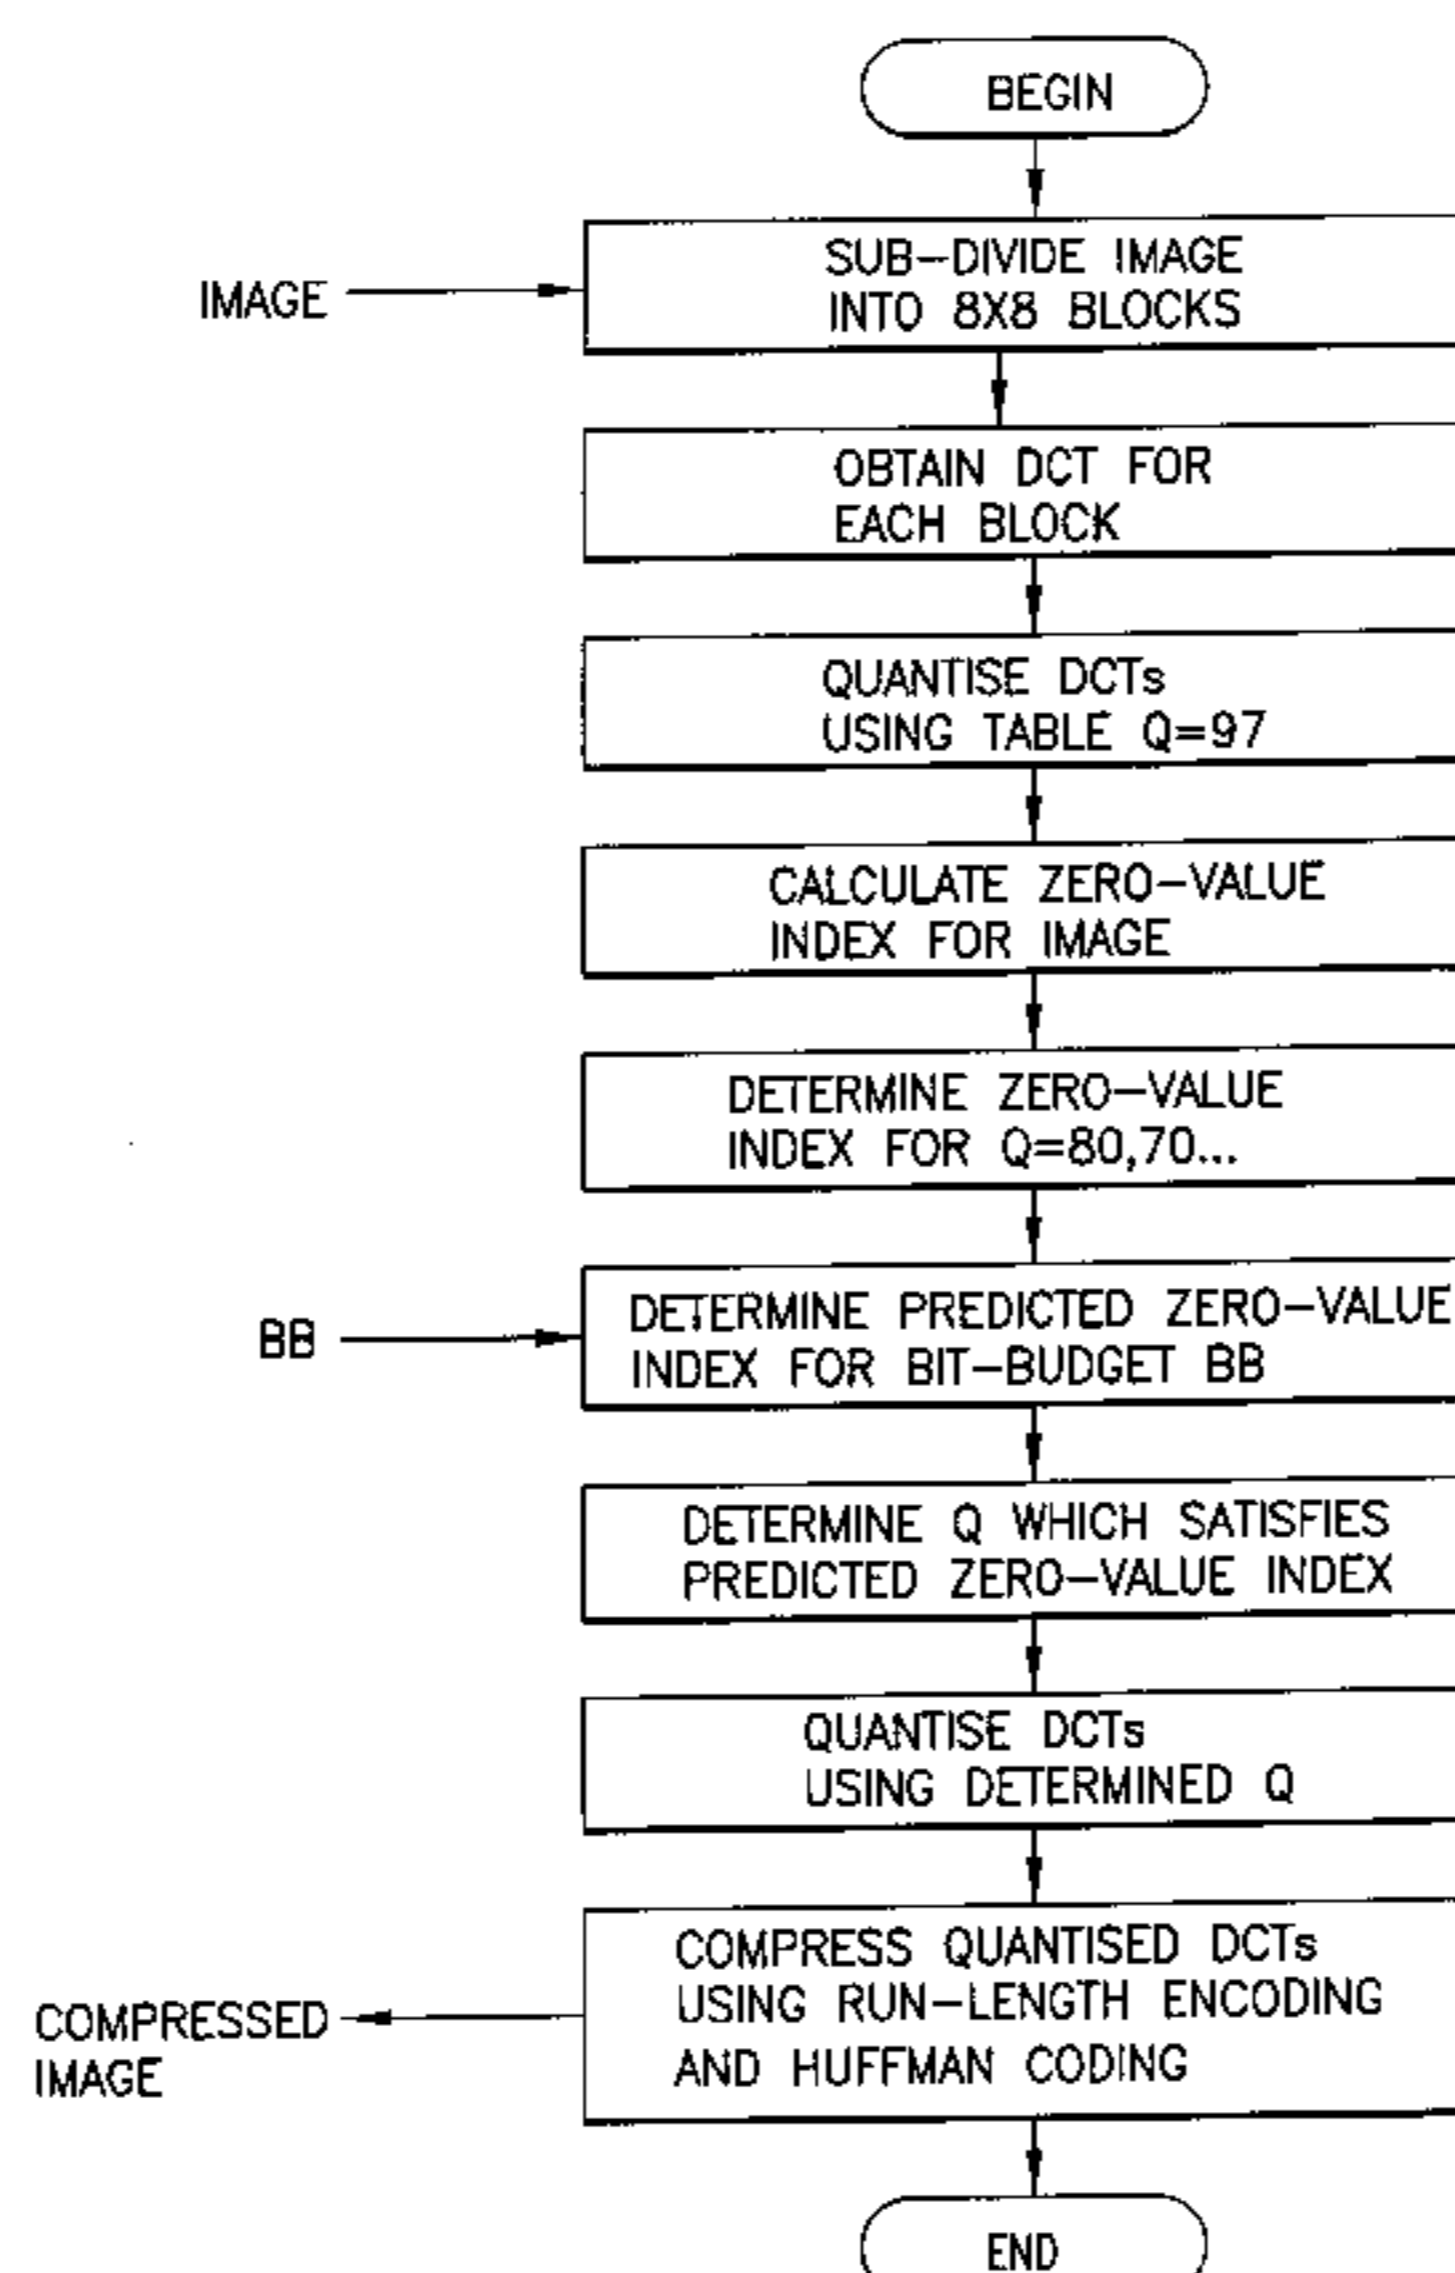 BEGIN
IMAGE
SUB-DIVIDE IMAGE
INTO 8X8 BLOCKS
OBTAIN DCT FOR
EACH BLOCK
QUANTISE DCTs
USING TABLE Q=97
CALCULATE ZERO-VALUE
INDEX FOR IMAGE
DETERMINE ZERO-VALUE
INDEX FOR Q=80,70...
BB
DETERMINE PREDICTED ZERO-VALUE
INDEX FOR BIT-BUDGET BB
DETERMINE Q WHICH SATISFIES
PREDICTED ZERO-VALUE INDEX
QUANTISE DCTs
USING DETERMINED Q
COMPRESS QUANTISED DCTs
USING RUN-LENGTH ENCODING
AND HUFFMAN CODING
COMPRESSED
IMAGE
END